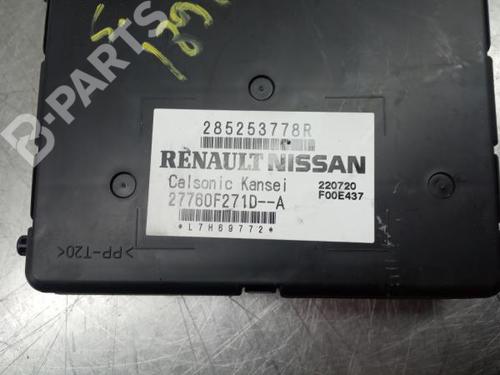 285253778R
RENAULT NISSAN
Calsonic Kansei
220720
27760F271D--A
F00E437
*L7H69772*
>PP-T20<
B-PARTS